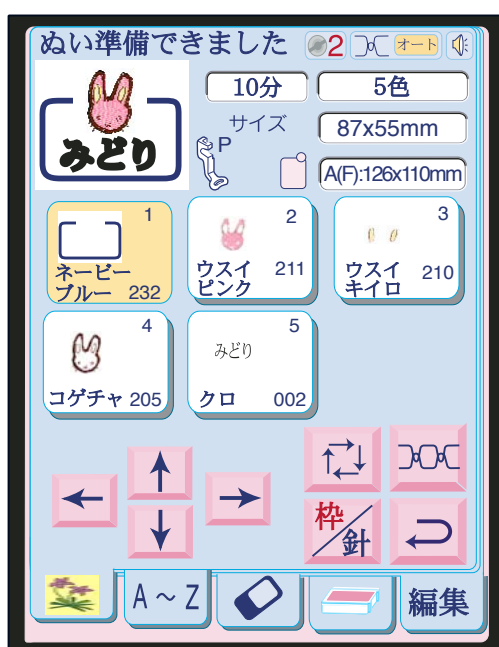 ぬい準備できました 2 オート
10分 5色
サイズ 87x55mm
P
A(F):126x110mm
みどり
1
ネービー
ブルー 232
2
ウスイ 211
ピンク
3
ウスイ 210
キイロ
4
コゲチャ 205
5
みどり
クロ 002
枠/針
A～Z 編集